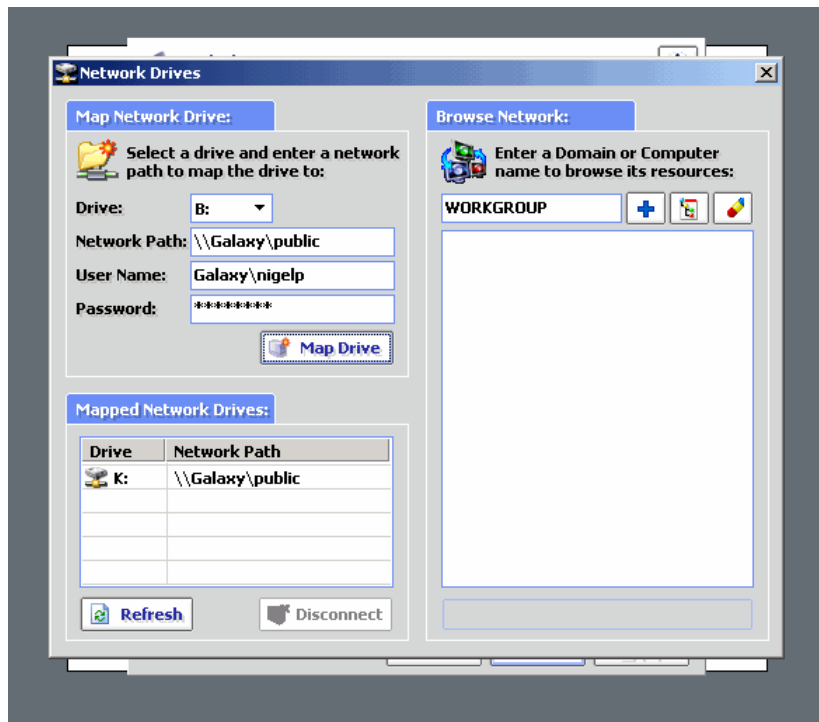 Network Drives
Map Network Drive:
Select a drive and enter a network
path to map the drive to:
Drive:
B:
Network Path:
\\Galaxy\public
User Name:
Galaxy\nigelp
Password:
********
Map Drive
Mapped Network Drives:
Drive
Network Path
K:
\\Galaxy\public
Refresh
Disconnect
Browse Network:
Enter a Domain or Computer
name to browse its resources:
WORKGROUP